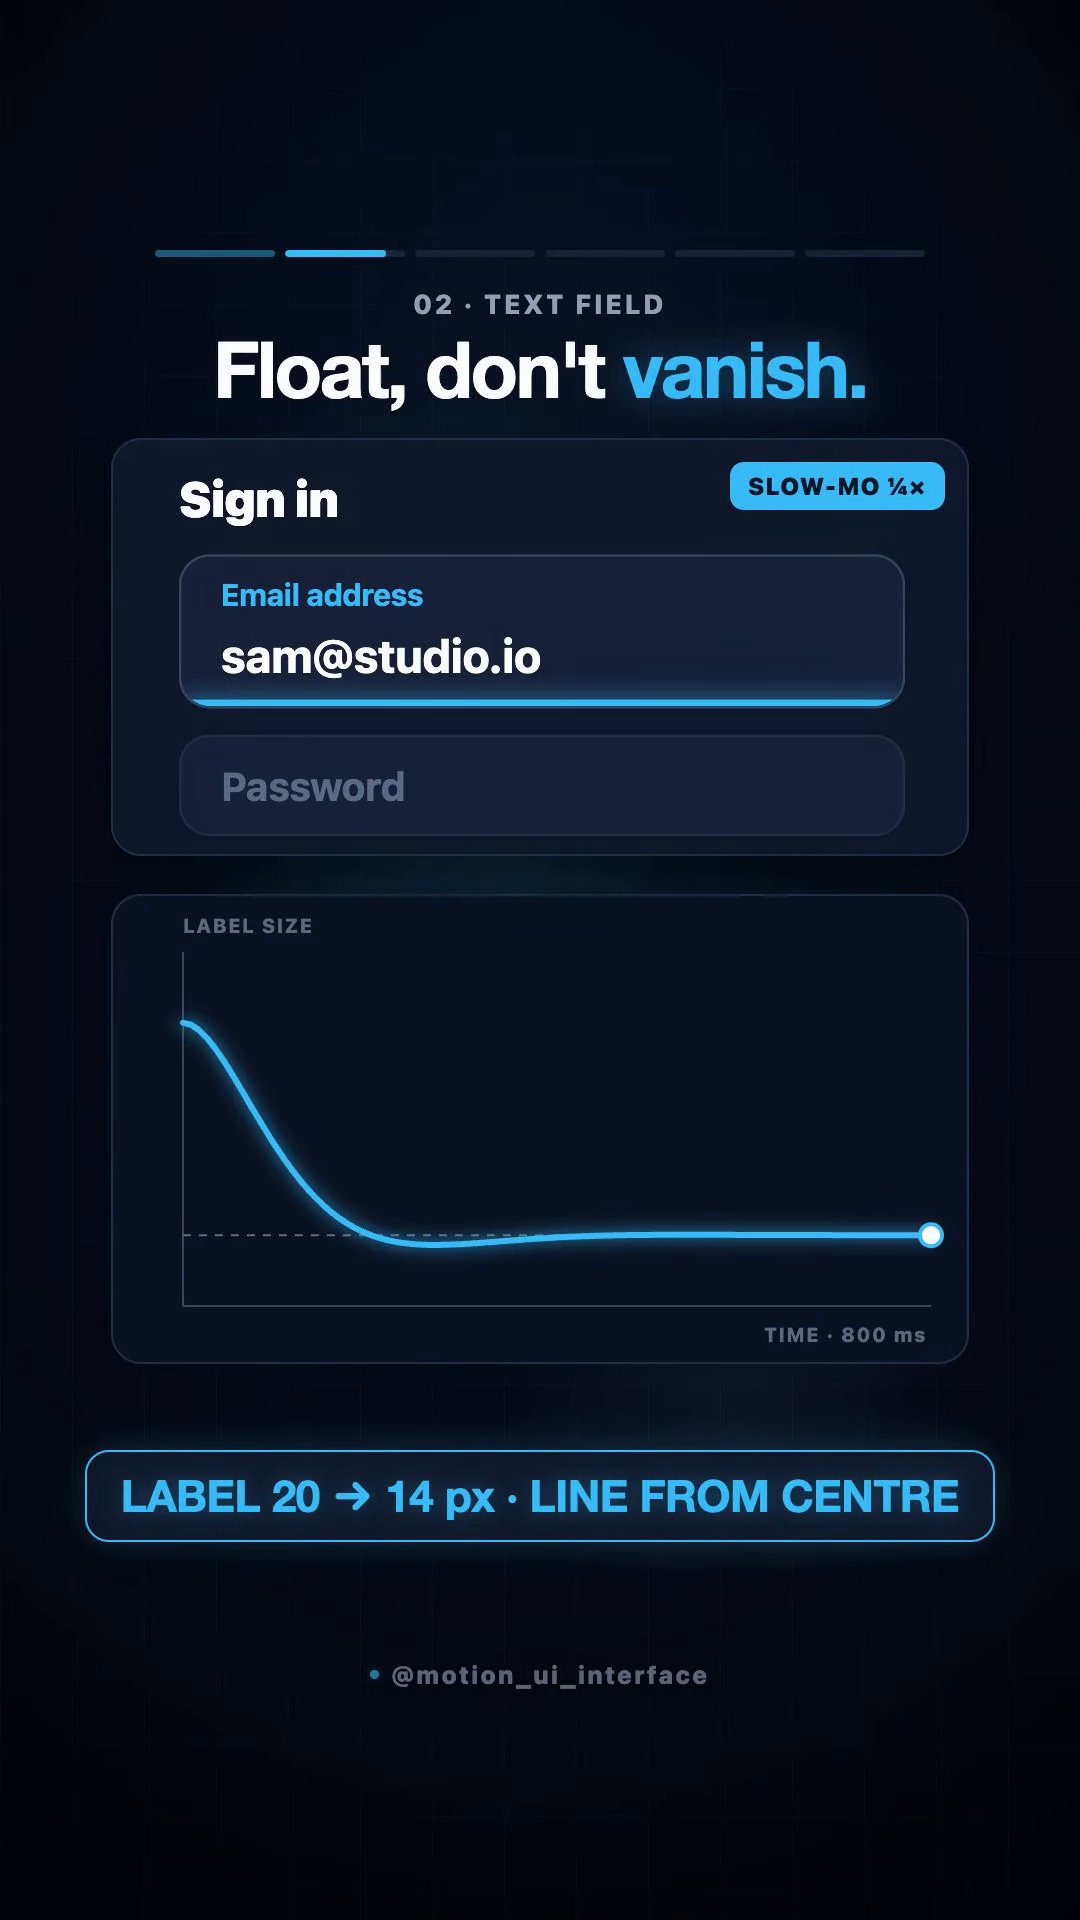 02 · TEXT FIELD
Float, don't vanish.
Sign in
SLOW-MO ¼×
Email address
sam@studio.io
Password
LABEL SIZE
TIME · 800 ms
LABEL 20 → 14 px · LINE FROM CENTRE
@motion_ui_interface